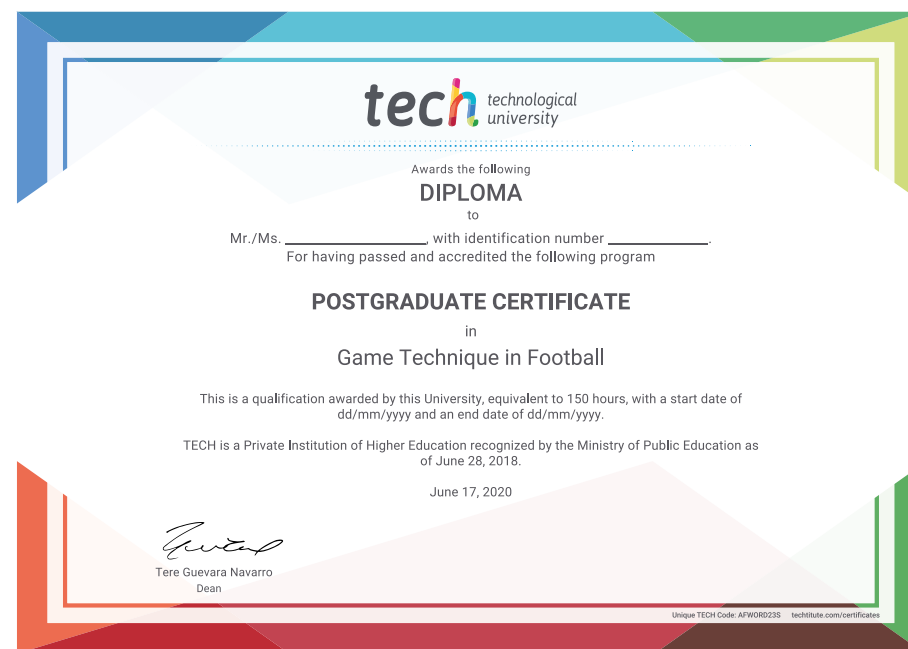 tech technological
university
Awards the following
DIPLOMA
to
Mr./Ms. ____________, with identification number ____________.
For having passed and accredited the following program
POSTGRADUATE CERTIFICATE
in
Game Technique in Football
This is a qualification awarded by this University, equivalent to 150 hours, with a start date of
dd/mm/yyyy and an end date of dd/mm/yyyy.
TECH is a Private Institution of Higher Education recognized by the Ministry of Public Education as
of June 28, 2018.
June 17, 2020
Tere Guevara Navarro
Dean
Unique TECH Code: AFWORD23S techtitute.com/certificates